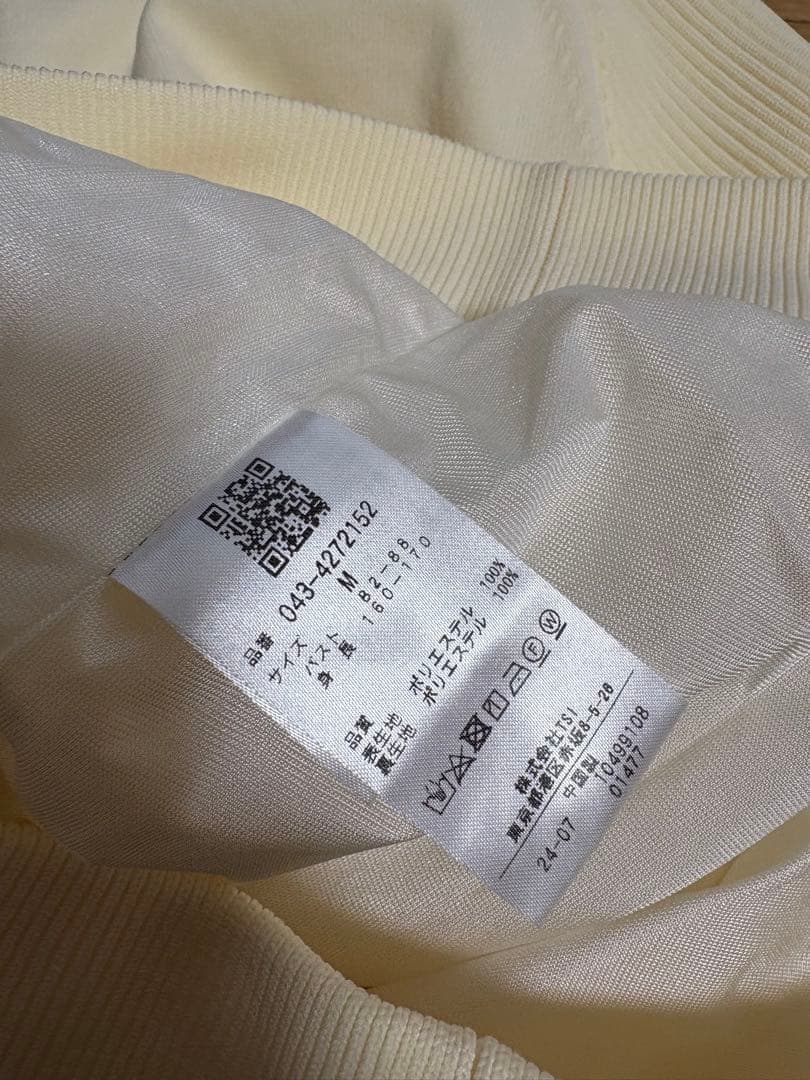 品番 043-4272152
サイズ M
バスト 82-88
身長 160-170
品質
表生地 ポリエステル 100%
裏生地 ポリエステル 100%
株式会社TSI
東京都港区赤坂8-5-26
中国製
24-07 10499108
01477